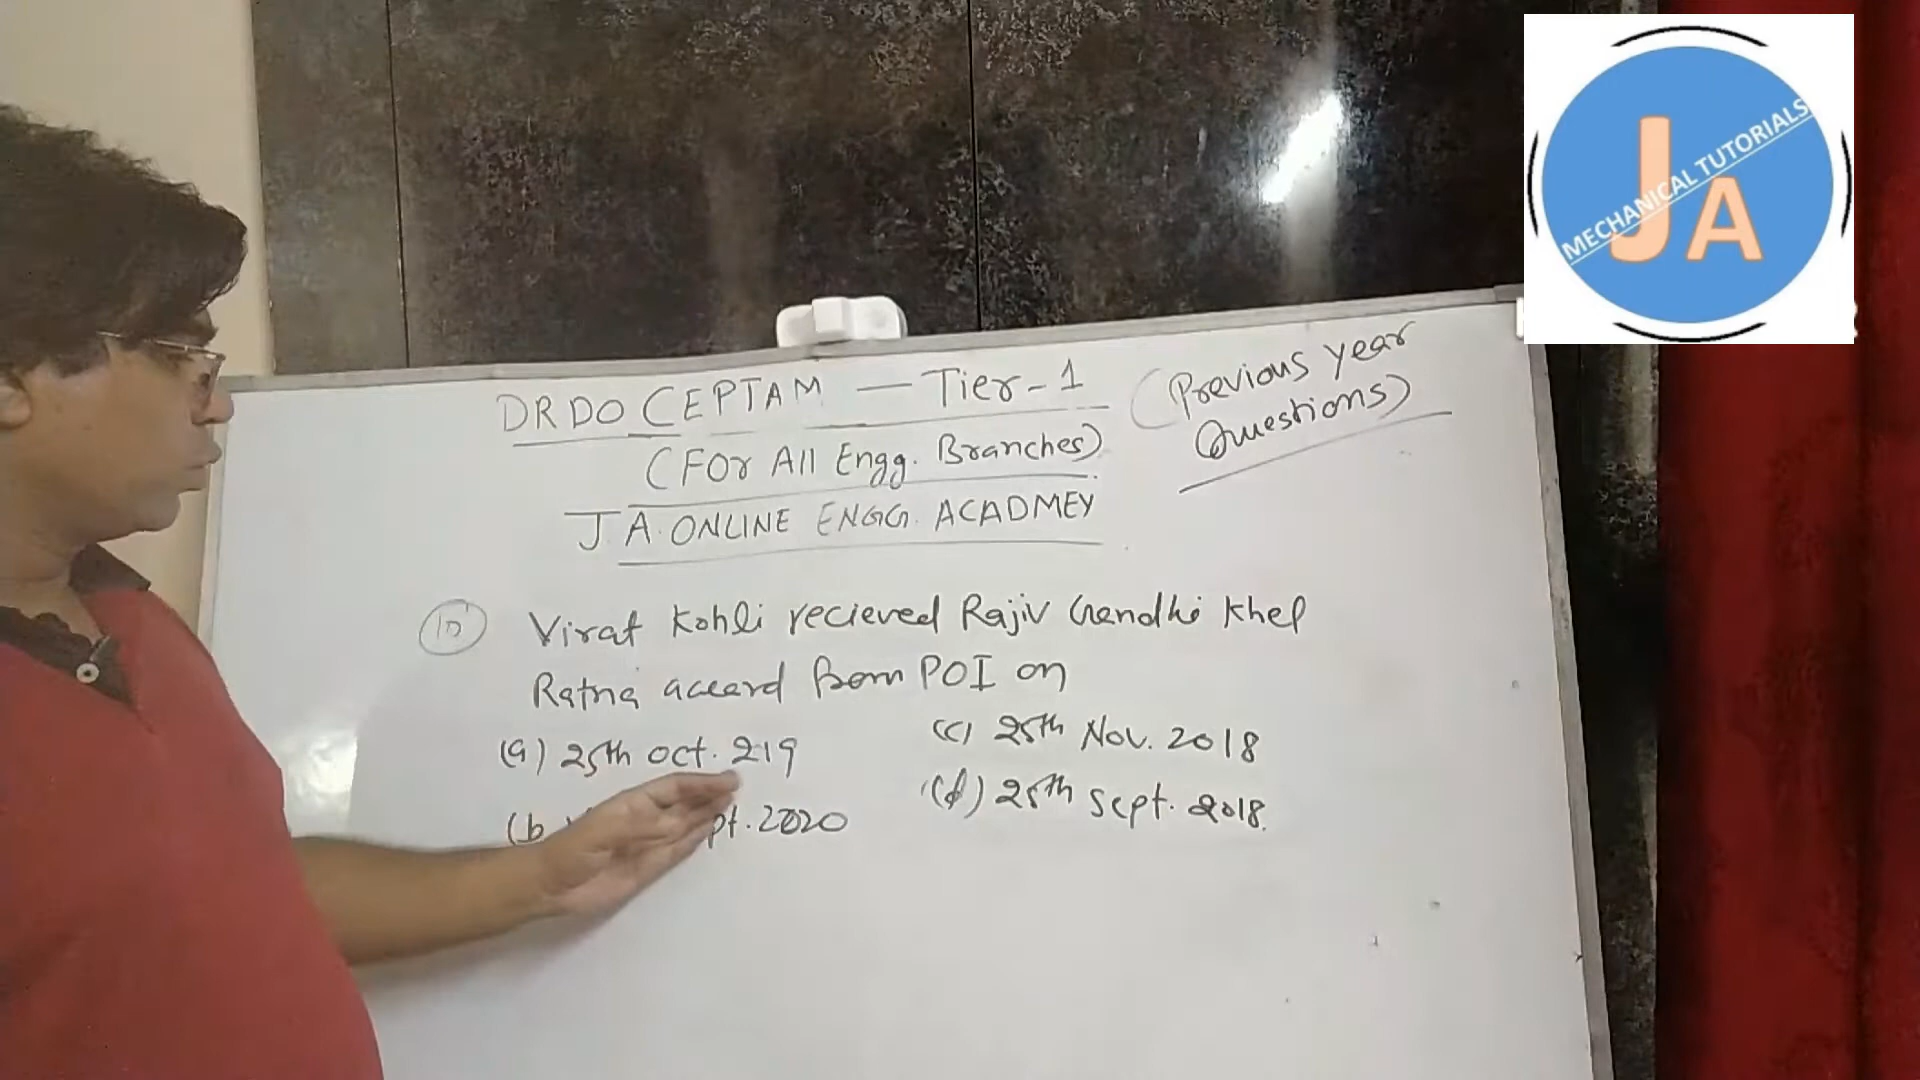 MECHANICAL TUTORIALS
JA
DRDO CEPTAM — Tier-1
(Previous year
Questions)
(For All Engg. Branches)
J.A. ONLINE ENGG. ACADMEY
10 Virat Kohli recieved Rajiv Gandhi Khel
Ratna award from POI on
(a) 25th Oct. 219
(c) 25th Nov. 2018
(b pt. 2020
(d) 25th Sept. 2018.